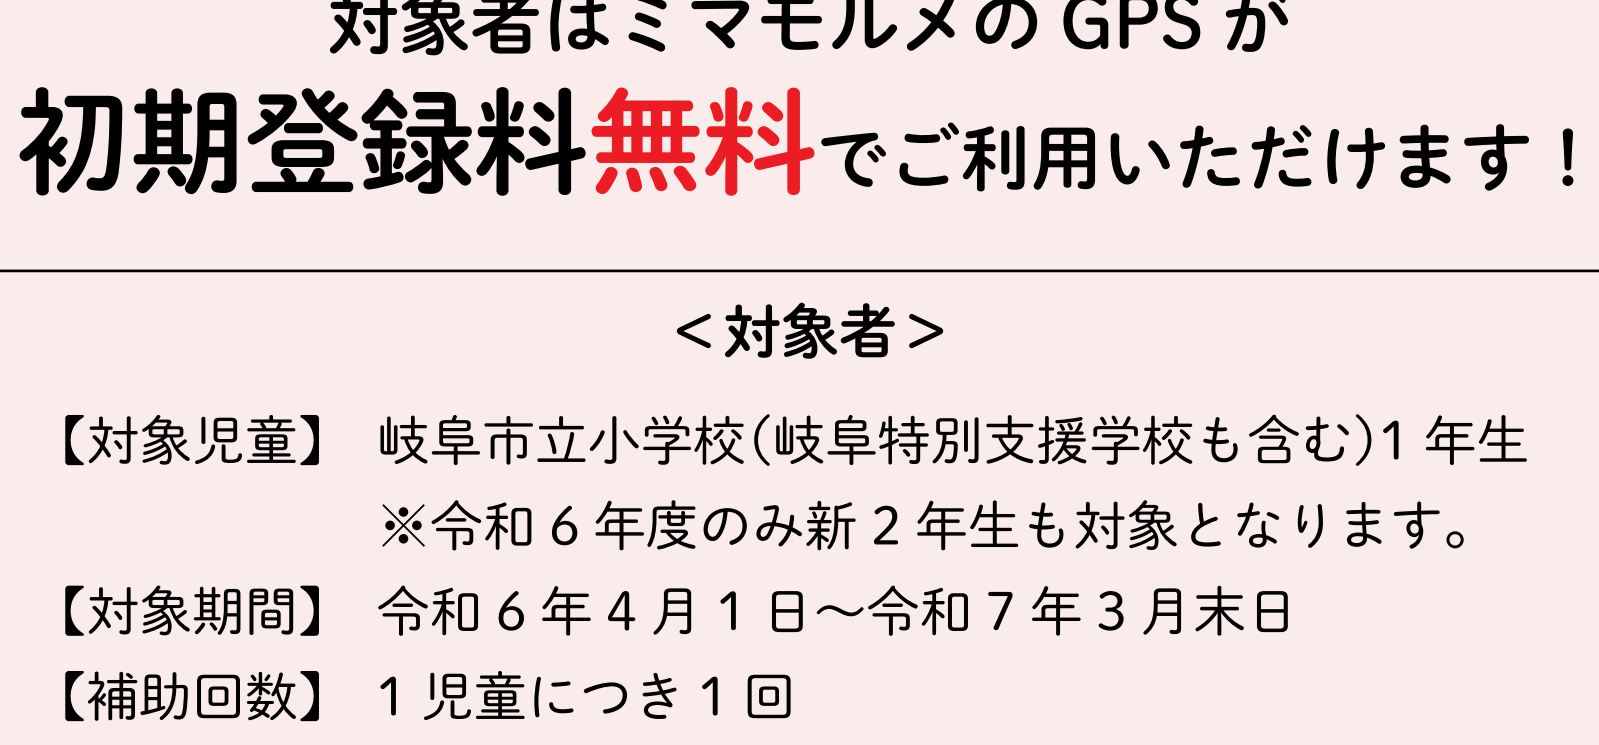 対象者はミマモルメのGPSが
初期登録料無料でご利用いただけます！
＜対象者＞
【対象児童】 岐阜市立小学校(岐阜特別支援学校も含む)1年生
※令和6年度のみ新2年生も対象となります。
【対象期間】 令和6年4月1日～令和7年3月末日
【補助回数】 1児童につき1回